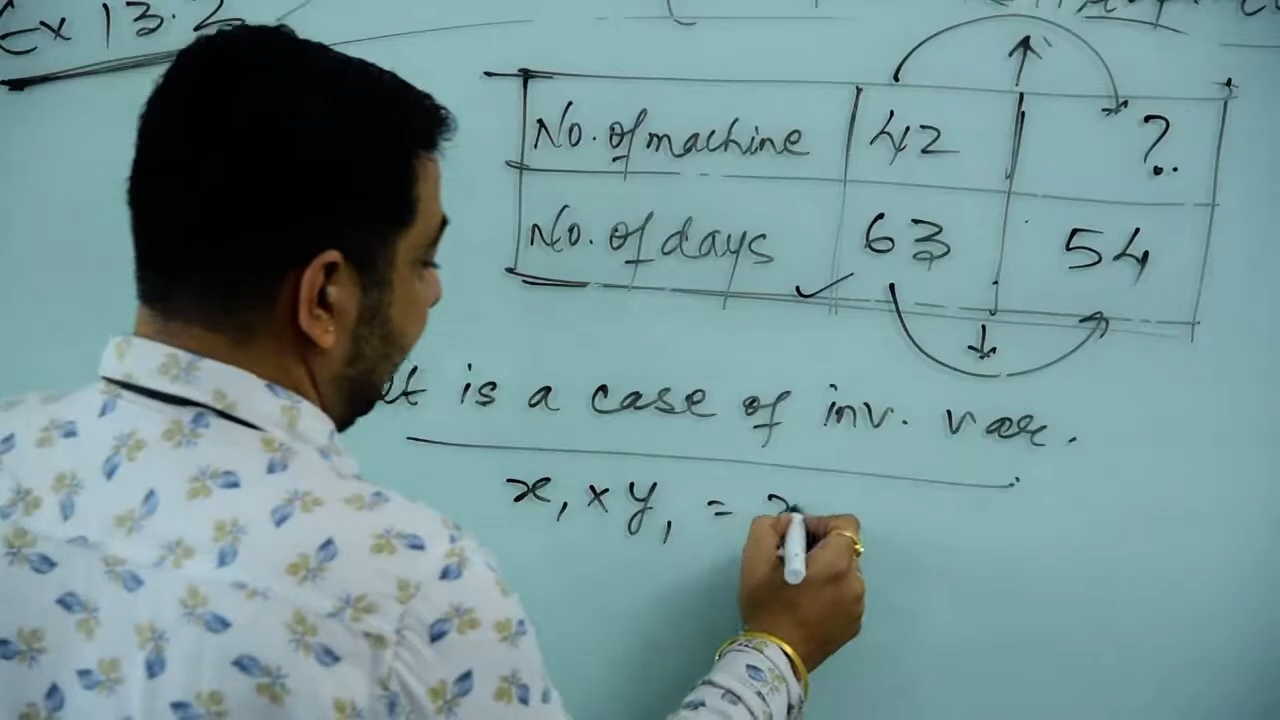 Ex 13.2
No. of machine 42 ?
No. of days 63 54
It is a case of inv. var.
x₁ × y₁ =